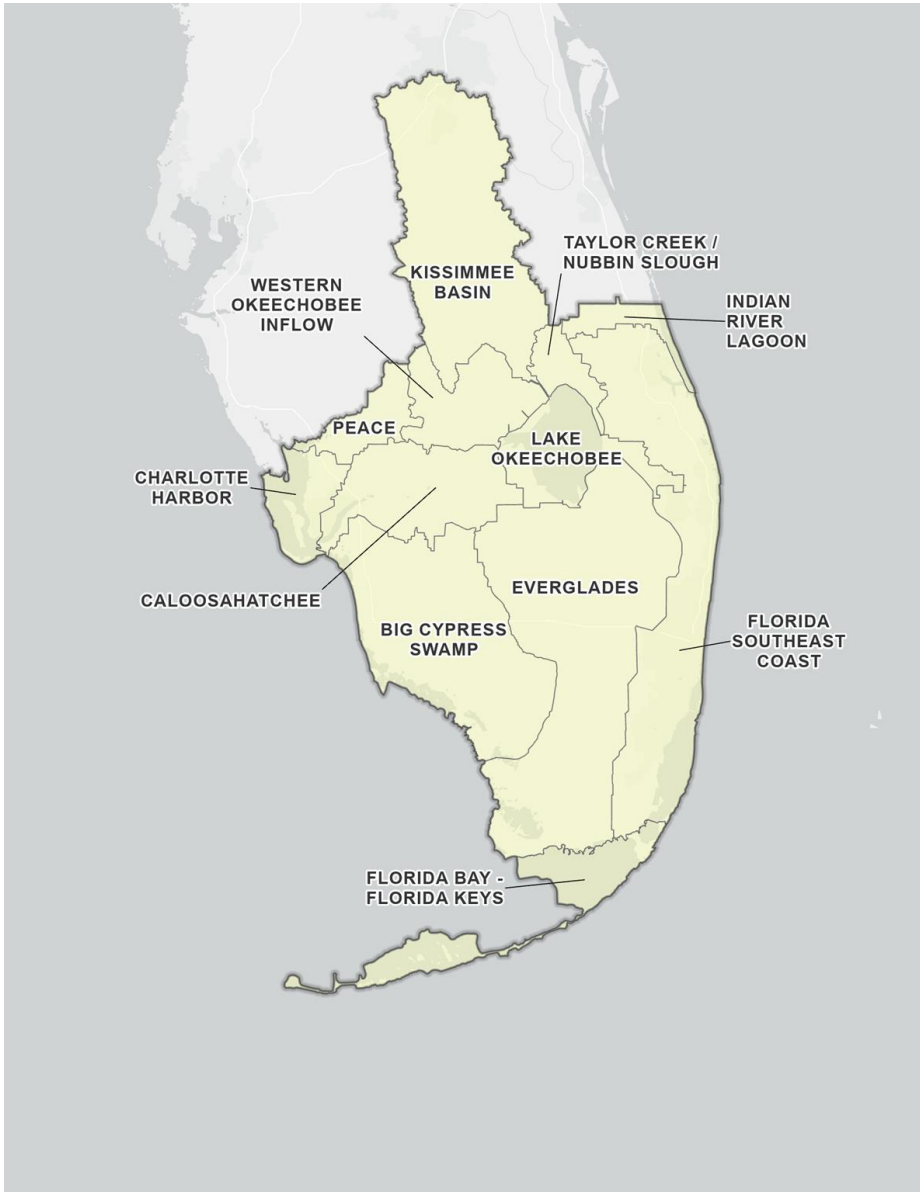 TAYLOR CREEK /
NUBBIN SLOUGH
KISSIMMEE
BASIN
WESTERN
OKEECHOBEE
INFLOW
INDIAN
RIVER
LAGOON
PEACE
LAKE
OKEECHOBEE
CHARLOTTE
HARBOR
CALOOSAHATCHEE
EVERGLADES
BIG CYPRESS
SWAMP
FLORIDA
SOUTHEAST
COAST
FLORIDA BAY -
FLORIDA KEYS